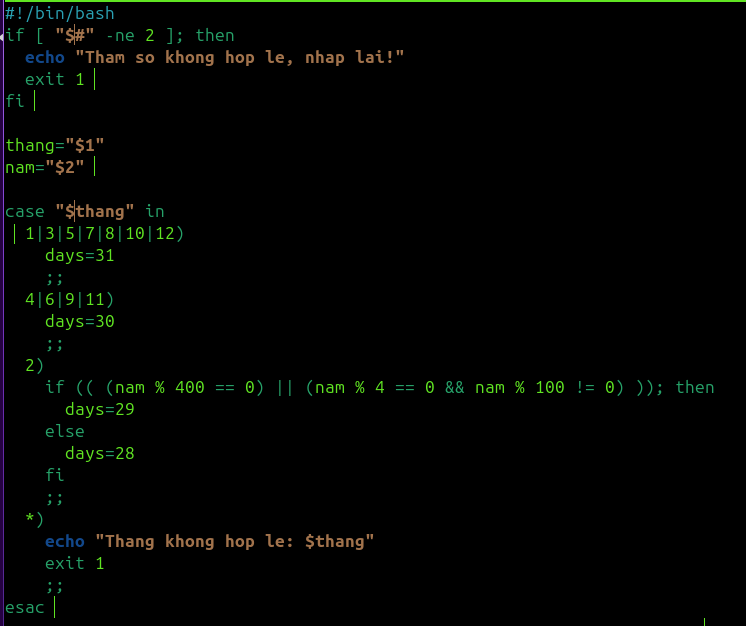 #!/bin/bash
if [ "$#" -ne 2 ]; then
  echo "Tham so khong hop le, nhap lai!"
  exit 1
fi

thang="$1"
nam="$2"

case "$thang" in
  1|3|5|7|8|10|12)
    days=31
    ;;
  4|6|9|11)
    days=30
    ;;
  2)
    if (( (nam % 400 == 0) || (nam % 4 == 0 && nam % 100 != 0) )); then
      days=29
    else
      days=28
    fi
    ;;
  *)
    echo "Thang khong hop le: $thang"
    exit 1
    ;;
esac